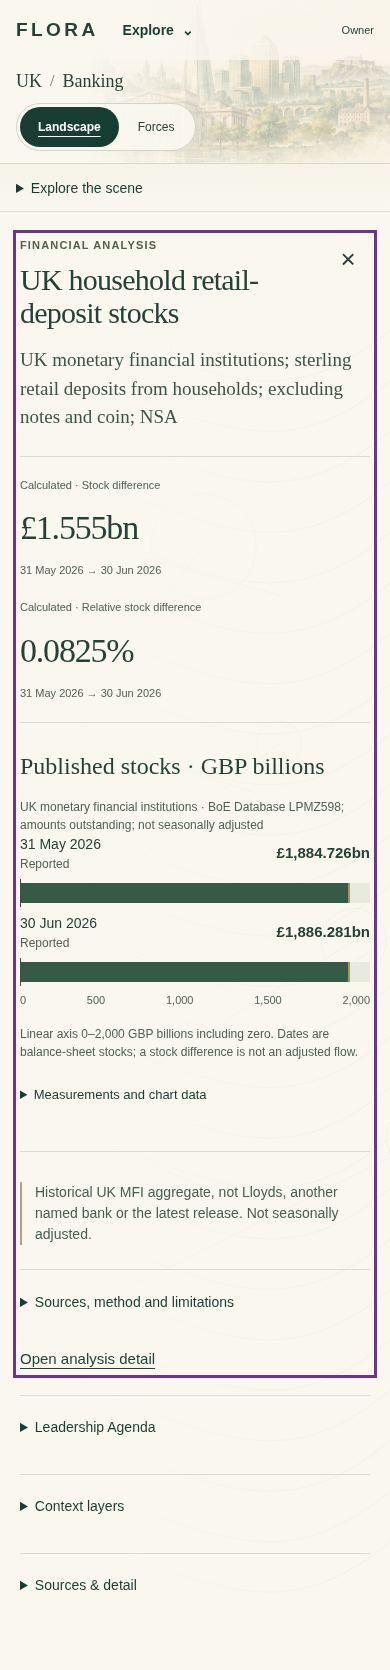 FLORA Explore Owner
UK / Banking
Landscape Forces
Explore the scene
FINANCIAL ANALYSIS
UK household retail-
deposit stocks
UK monetary financial institutions; sterling
retail deposits from households; excluding
notes and coin; NSA
Calculated · Stock difference
£1.555bn
31 May 2026 → 30 Jun 2026
Calculated · Relative stock difference
0.0825%
31 May 2026 → 30 Jun 2026
Published stocks · GBP billions
UK monetary financial institutions · BoE Database LPMZ598;
amounts outstanding; not seasonally adjusted
31 May 2026
Reported
£1,884.726bn
30 Jun 2026
Reported
£1,886.281bn
0 500 1,000 1,500 2,000
Linear axis 0–2,000 GBP billions including zero. Dates are
balance-sheet stocks; a stock difference is not an adjusted flow.
Measurements and chart data
Historical UK MFI aggregate, not Lloyds, another
named bank or the latest release. Not seasonally
adjusted.
Sources, method and limitations
Open analysis detail
Leadership Agenda
Context layers
Sources & detail